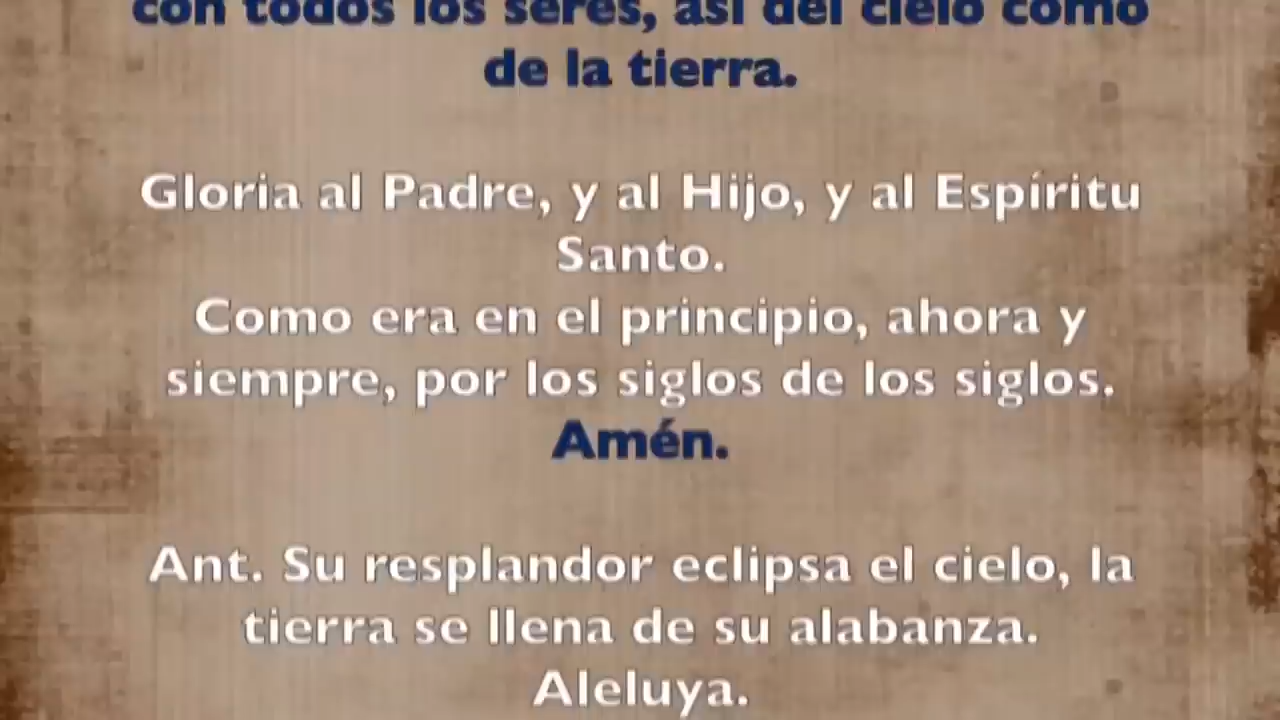 con todos los seres, así del cielo como
de la tierra.
Gloria al Padre, y al Hijo, y al Espíritu
Santo.
Como era en el principio, ahora y
siempre, por los siglos de los siglos.
Amén.
Ant. Su resplandor eclipsa el cielo, la
tierra se llena de su alabanza.
Aleluya.